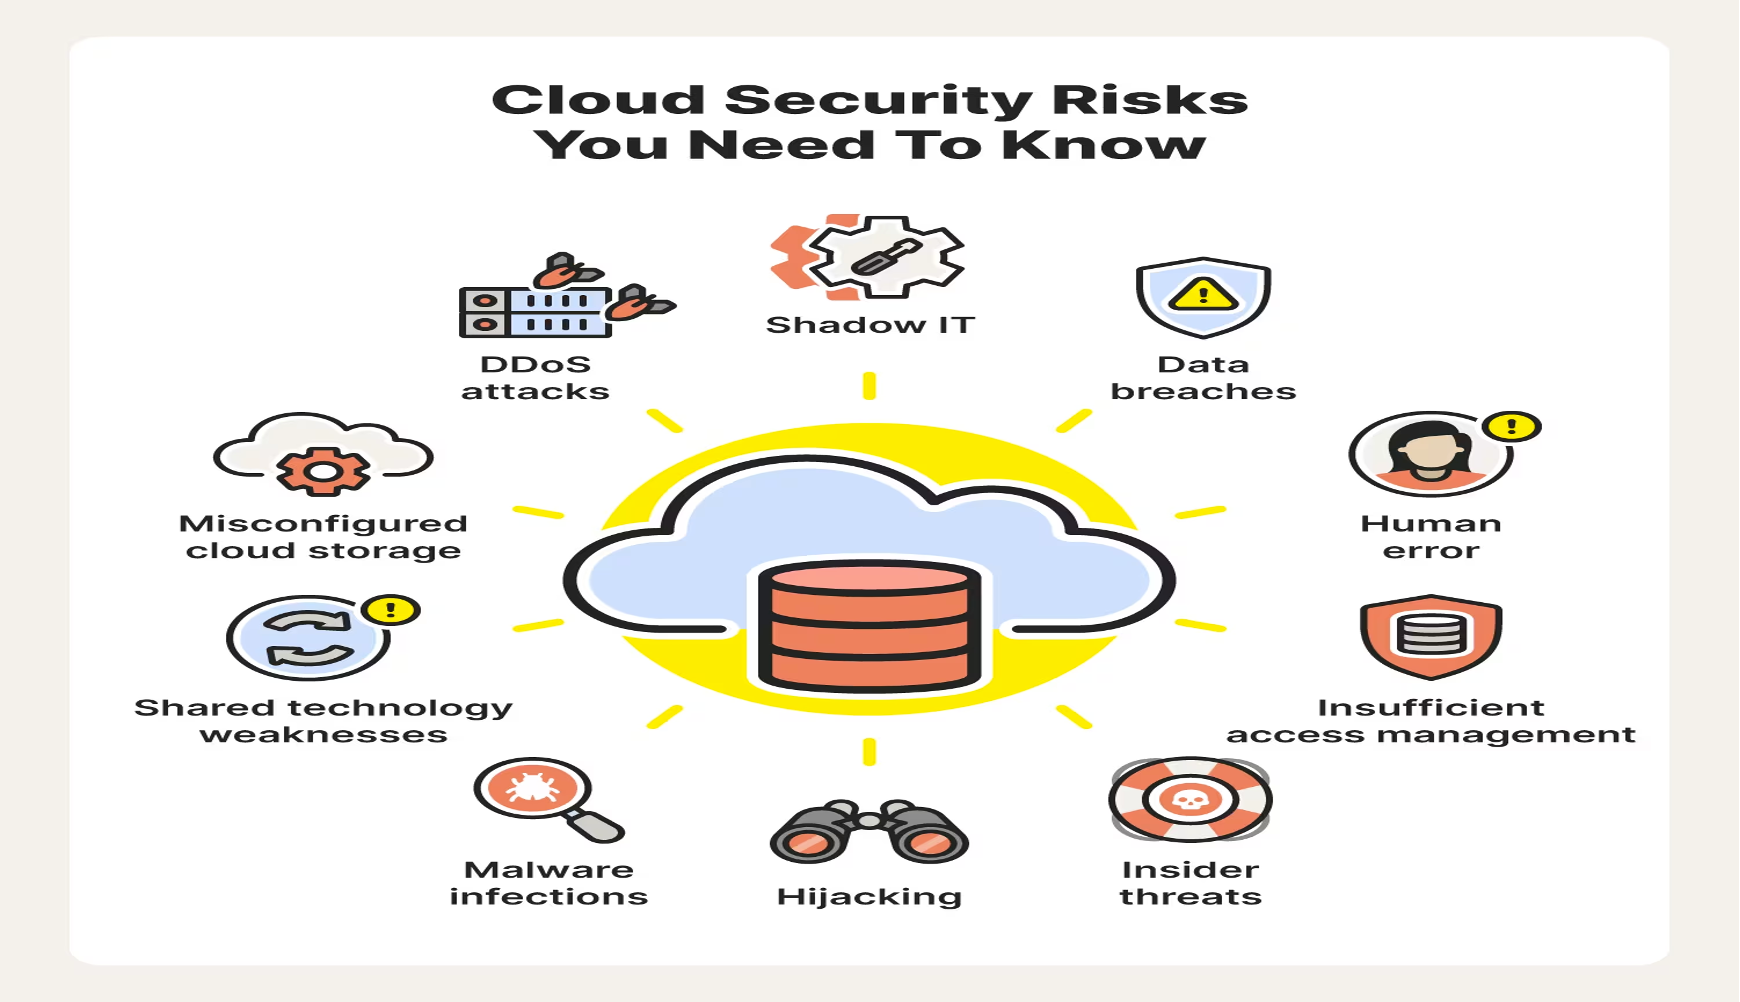 Cloud Security Risks
You Need To Know
Shadow IT
DDoS
attacks
Data
breaches
Misconfigured
cloud storage
Human
error
Shared technology
weaknesses
Insufficient
access management
Malware
infections
Hijacking
Insider
threats